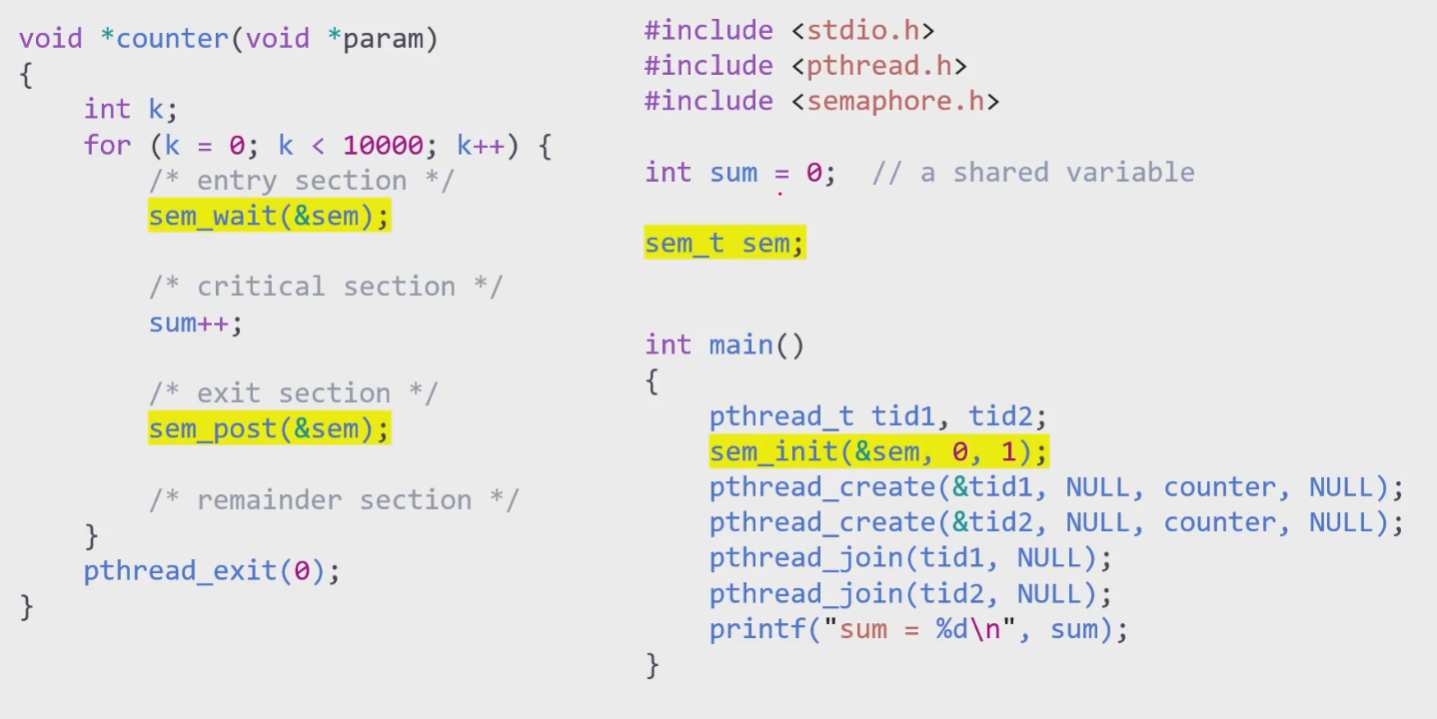 void *counter(void *param)
{
    int k;
    for (k = 0; k < 10000; k++) {
        /* entry section */
        sem_wait(&sem);

        /* critical section */
        sum++;

        /* exit section */
        sem_post(&sem);

        /* remainder section */
    }
    pthread_exit(0);
}
#include <stdio.h>
#include <pthread.h>
#include <semaphore.h>

int sum = 0;  // a shared variable

sem_t sem;

int main()
{
    pthread_t tid1, tid2;
    sem_init(&sem, 0, 1);
    pthread_create(&tid1, NULL, counter, NULL);
    pthread_create(&tid2, NULL, counter, NULL);
    pthread_join(tid1, NULL);
    pthread_join(tid2, NULL);
    printf("sum = %d\n", sum);
}